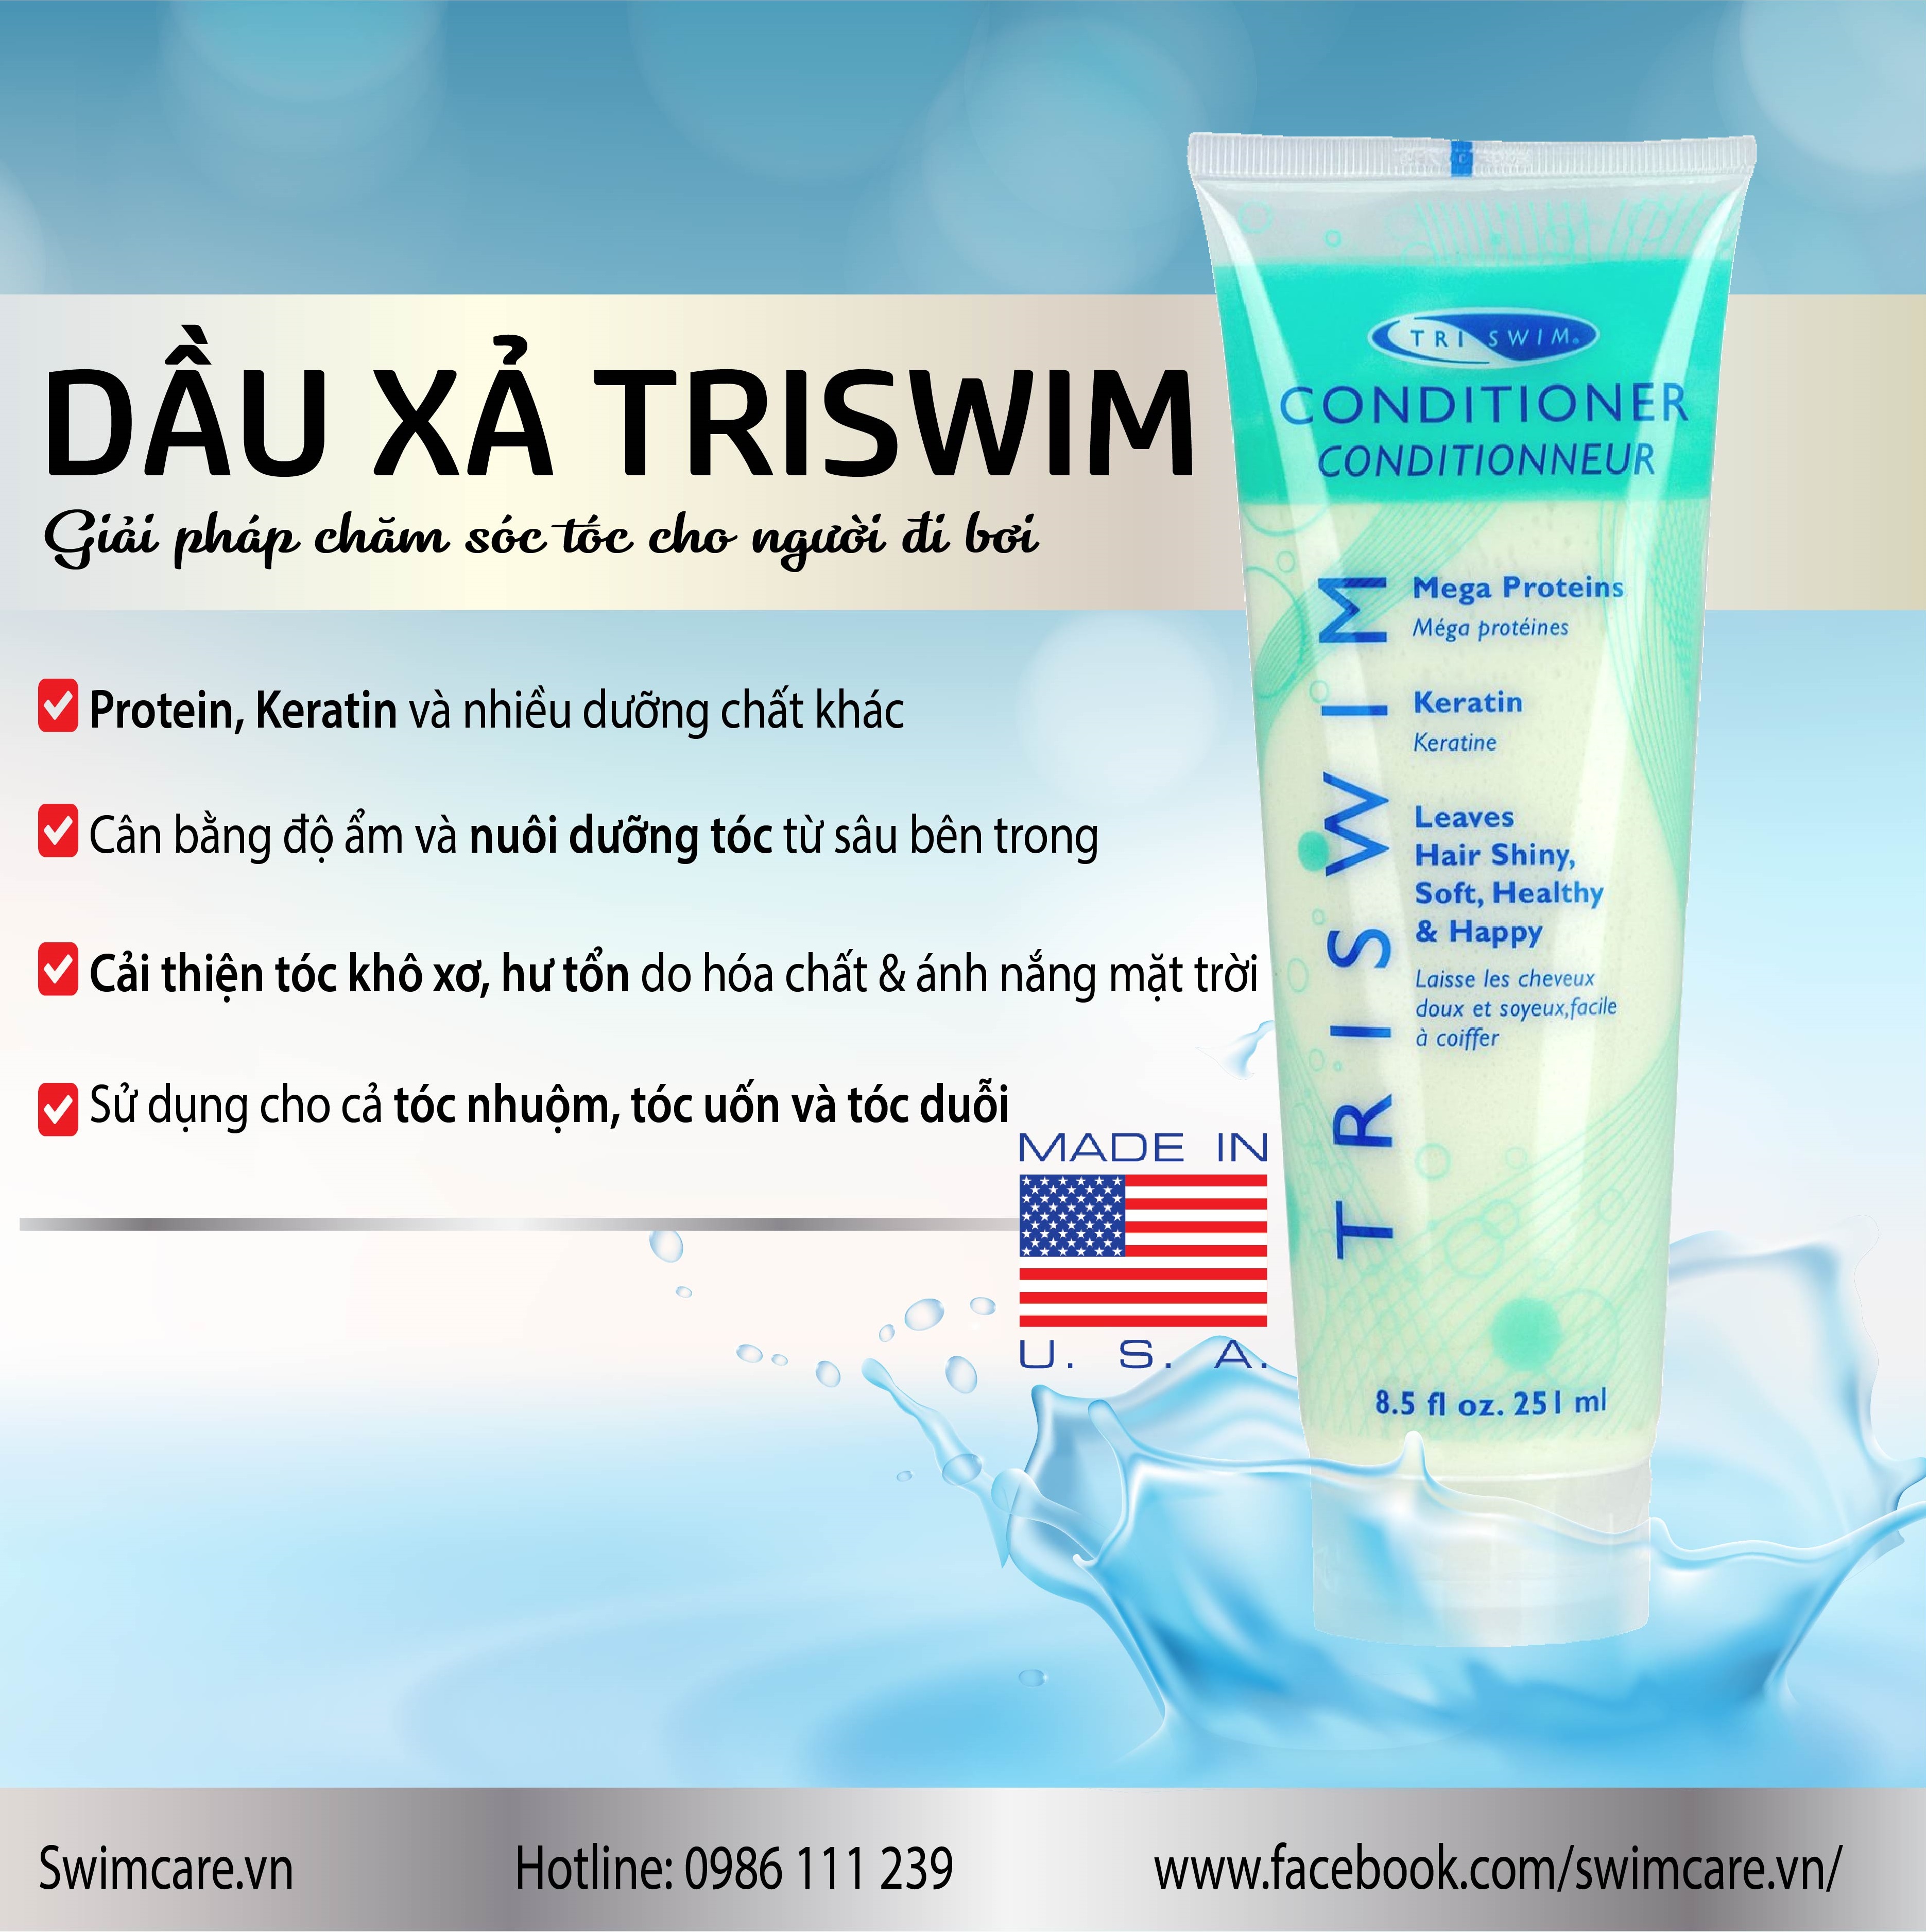 DẦU XẢ TRISWIM
Giải pháp chăm sóc tóc cho người đi bơi
Protein, Keratin và nhiều dưỡng chất khác
Cân bằng độ ẩm và nuôi dưỡng tóc từ sâu bên trong
Cải thiện tóc khô xơ, hư tổn do hóa chất & ánh nắng mặt trời
Sử dụng cho cả tóc nhuộm, tóc uốn và tóc duỗi
MADE IN
U. S. A.
TRISWIM®
CONDITIONER
CONDITIONNEUR
TRISWIM
Mega Proteins
Méga protéines
Keratin
Keratine
Leaves
Hair Shiny,
Soft, Healthy
& Happy
Laisse les cheveux
doux et soyeux,facile
à coiffer
8.5 fl oz. 251 ml
Swimcare.vn
Hotline: 0986 111 239
www.facebook.com/swimcare.vn/